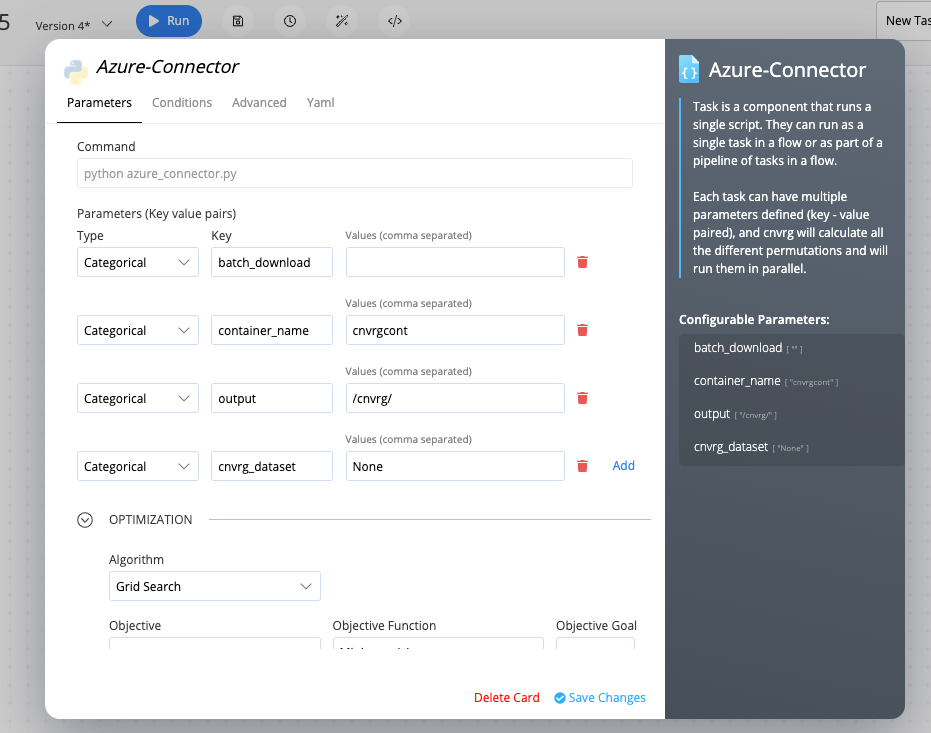 5
Version 4*
Run
New Tas
Azure-Connector
Parameters Conditions Advanced Yaml
Command
python azure_connector.py
Parameters (Key value pairs)
Type Key Values (comma separated)
Categorical batch_download
Values (comma separated)
Categorical container_name cnvrgcont
Values (comma separated)
Categorical output /cnvrg/
Values (comma separated)
Categorical cnvrg_dataset None Add
OPTIMIZATION
Algorithm
Grid Search
Objective Objective Function Objective Goal
Delete Card Save Changes
{ } Azure-Connector
Task is a component that runs a
single script. They can run as a
single task in a flow or as part of a
pipeline of tasks in a flow.
Each task can have multiple
parameters defined (key - value
paired), and cnvrg will calculate all
the different permutations and will
run them in parallel.
Configurable Parameters:
batch_download [ "" ]
container_name [ "cnvrgcont" ]
output [ "/cnvrg/" ]
cnvrg_dataset [ "None" ]